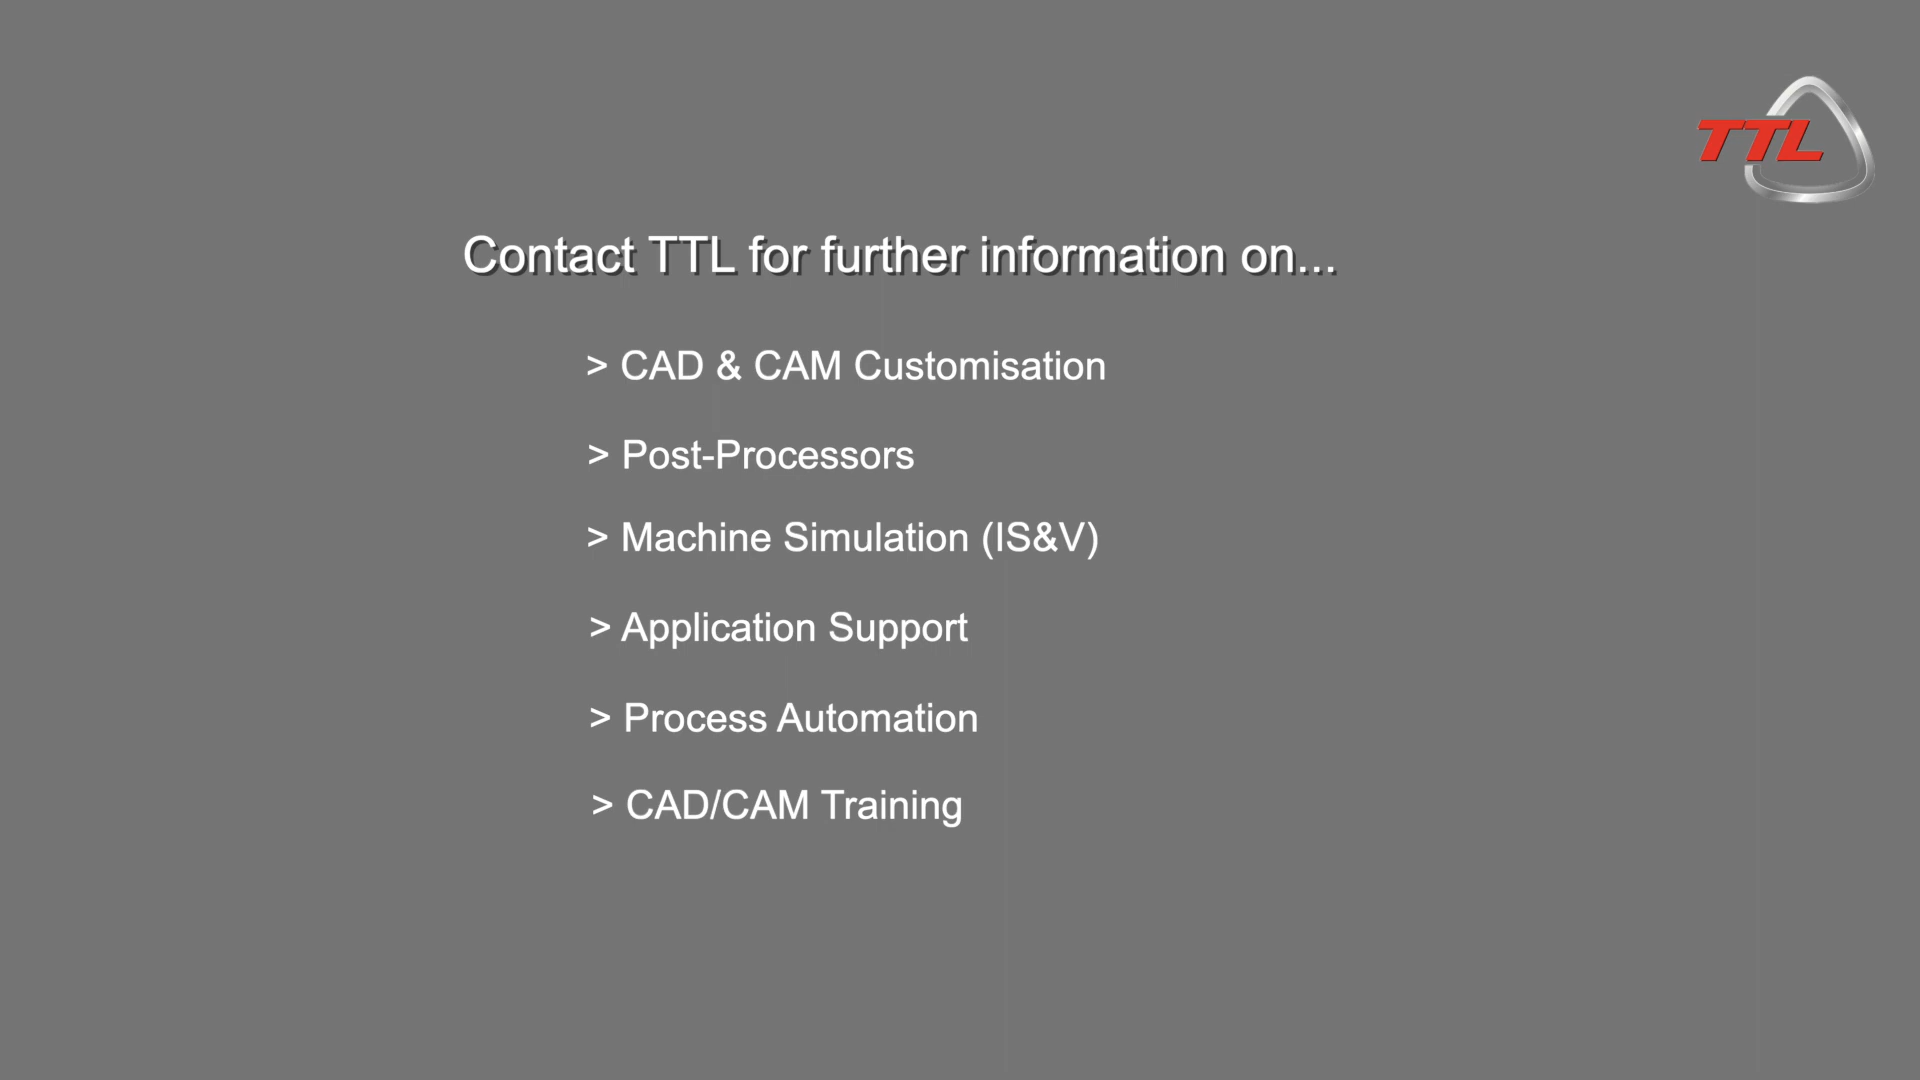 TTL
Contact TTL for further information on...
> CAD & CAM Customisation
> Post-Processors
> Machine Simulation (IS&V)
> Application Support
> Process Automation
> CAD/CAM Training